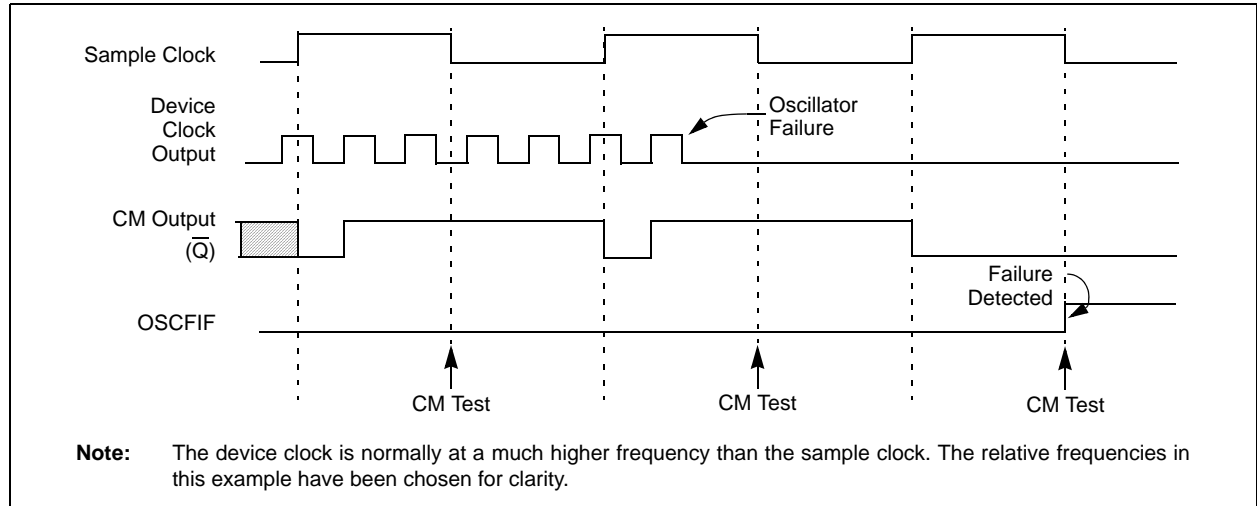 Sample Clock
Device
Clock
Output
Oscillator
Failure
CM Output
(Q̅)
Failure
Detected
OSCFIF
CM Test
CM Test
CM Test
Note: The device clock is normally at a much higher frequency than the sample clock. The relative frequencies in
this example have been chosen for clarity.